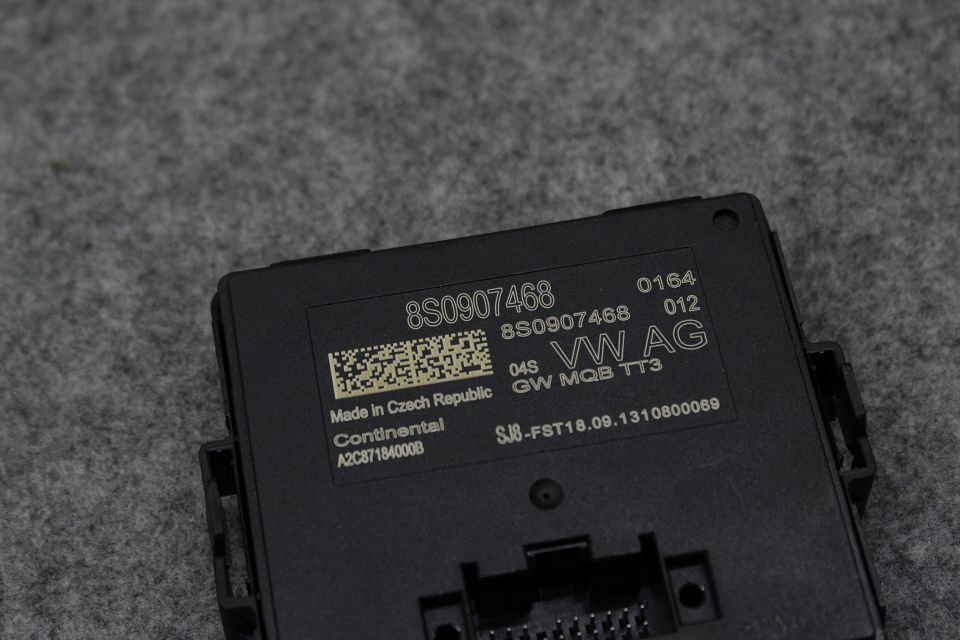 8S0907468
0164
8S0907468
012
04S
VW AG
GW MQB TT3
Made in Czech Republic
Continental
A2C87184000B
SJ8-FST18.09.1310800069